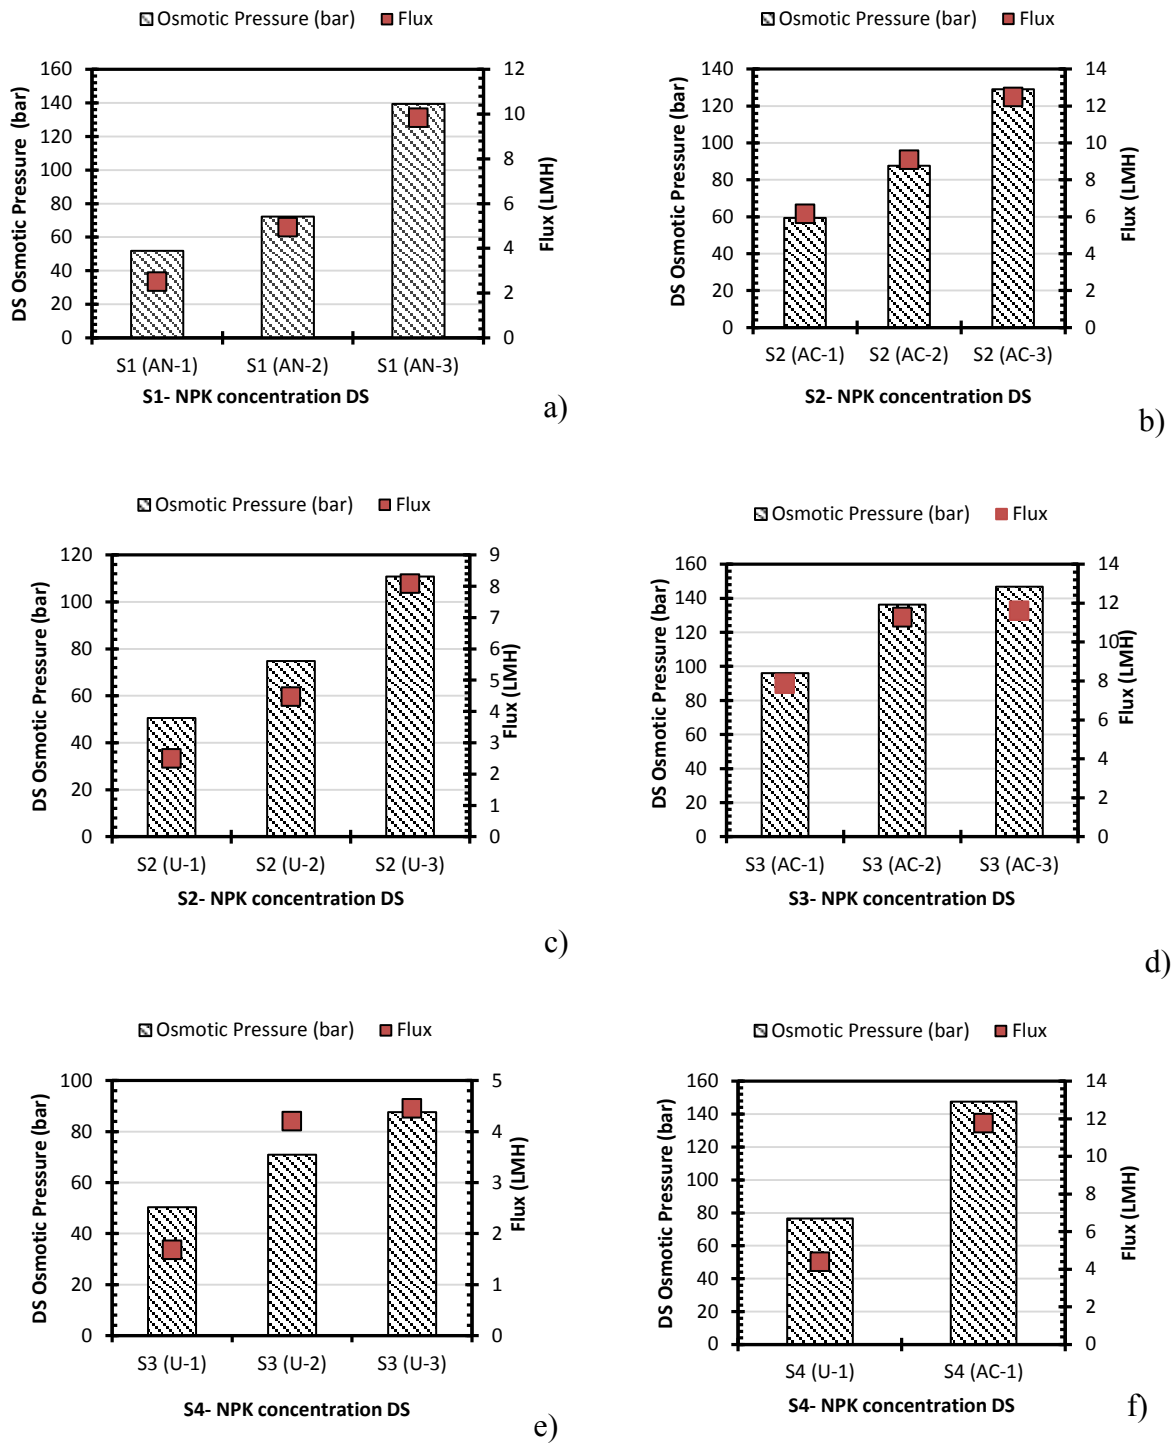 Osmotic Pressure (bar) Flux
DS Osmotic Pressure (bar)
160
140
120
100
80
60
40
20
0
12
10
8
6
4
2
0
Flux (LMH)
S1 (AN-1) S1 (AN-2) S1 (AN-3)
S1- NPK concentration DS
a)
Osmotic Pressure (bar) Flux
DS Osmotic Pressure (bar)
140
120
100
80
60
40
20
0
14
12
10
8
6
4
2
0
Flux (LMH)
S2 (AC-1) S2 (AC-2) S2 (AC-3)
S2- NPK concentration DS
b)
Osmotic Pressure (bar) Flux
DS Osmotic Pressure (bar)
120
100
80
60
40
20
0
9
8
7
6
5
4
3
2
1
0
Flux (LMH)
S2 (U-1) S2 (U-2) S2 (U-3)
S2- NPK concentration DS
c)
Osmotic Pressure (bar) Flux
DS Osmotic Pressure (bar)
160
140
120
100
80
60
40
20
0
14
12
10
8
6
4
2
0
Flux (LMH)
S3 (AC-1) S3 (AC-2) S3 (AC-3)
S3- NPK concentration DS
d)
Osmotic Pressure (bar) Flux
DS Osmotic Pressure (bar)
100
80
60
40
20
0
5
4
3
2
1
0
Flux (LMH)
S3 (U-1) S3 (U-2) S3 (U-3)
S4- NPK concentration DS
e)
Osmotic Pressure (bar) Flux
DS Osmotic Pressure (bar)
160
140
120
100
80
60
40
20
0
14
12
10
8
6
4
2
0
Flux (LMH)
S4 (U-1) S4 (AC-1)
S4- NPK concentration DS
f)